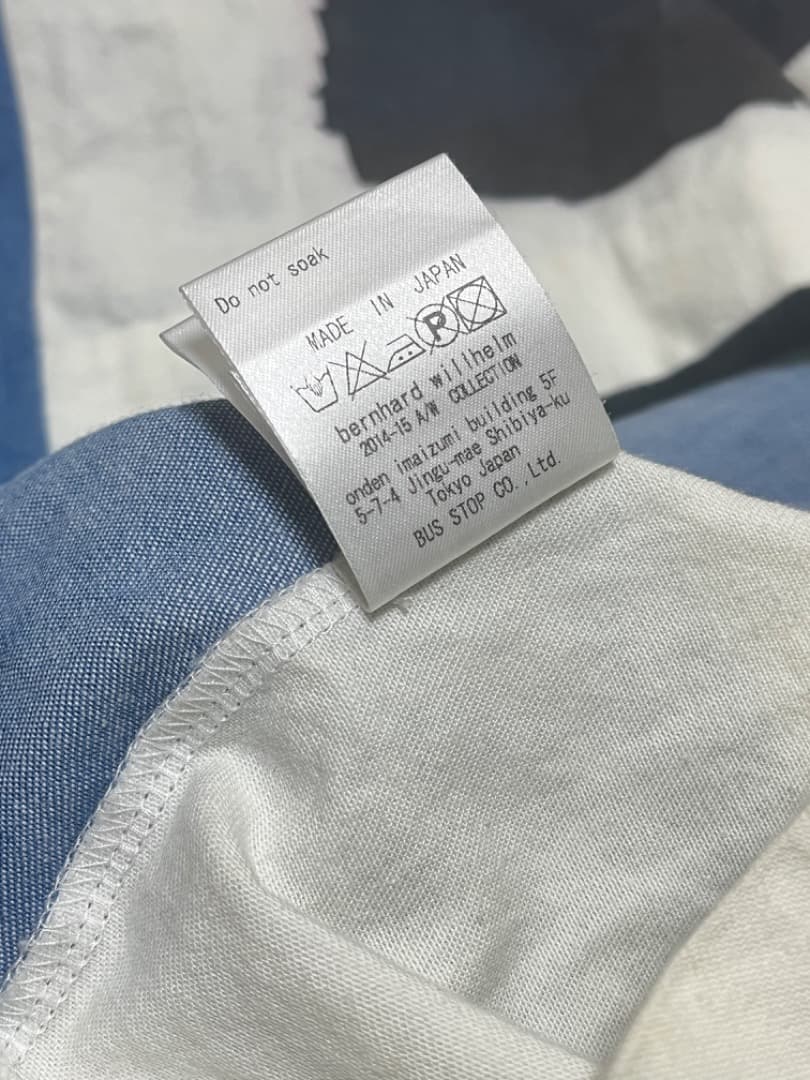 Do not soak
MADE IN JAPAN
P
bernhard willhelm
2014-15 A/W COLLECTION
onden imaizumi building 5F
5-7-4 Jingu-mae Shibiya-ku
Tokyo Japan
BUS STOP CO.,Ltd.